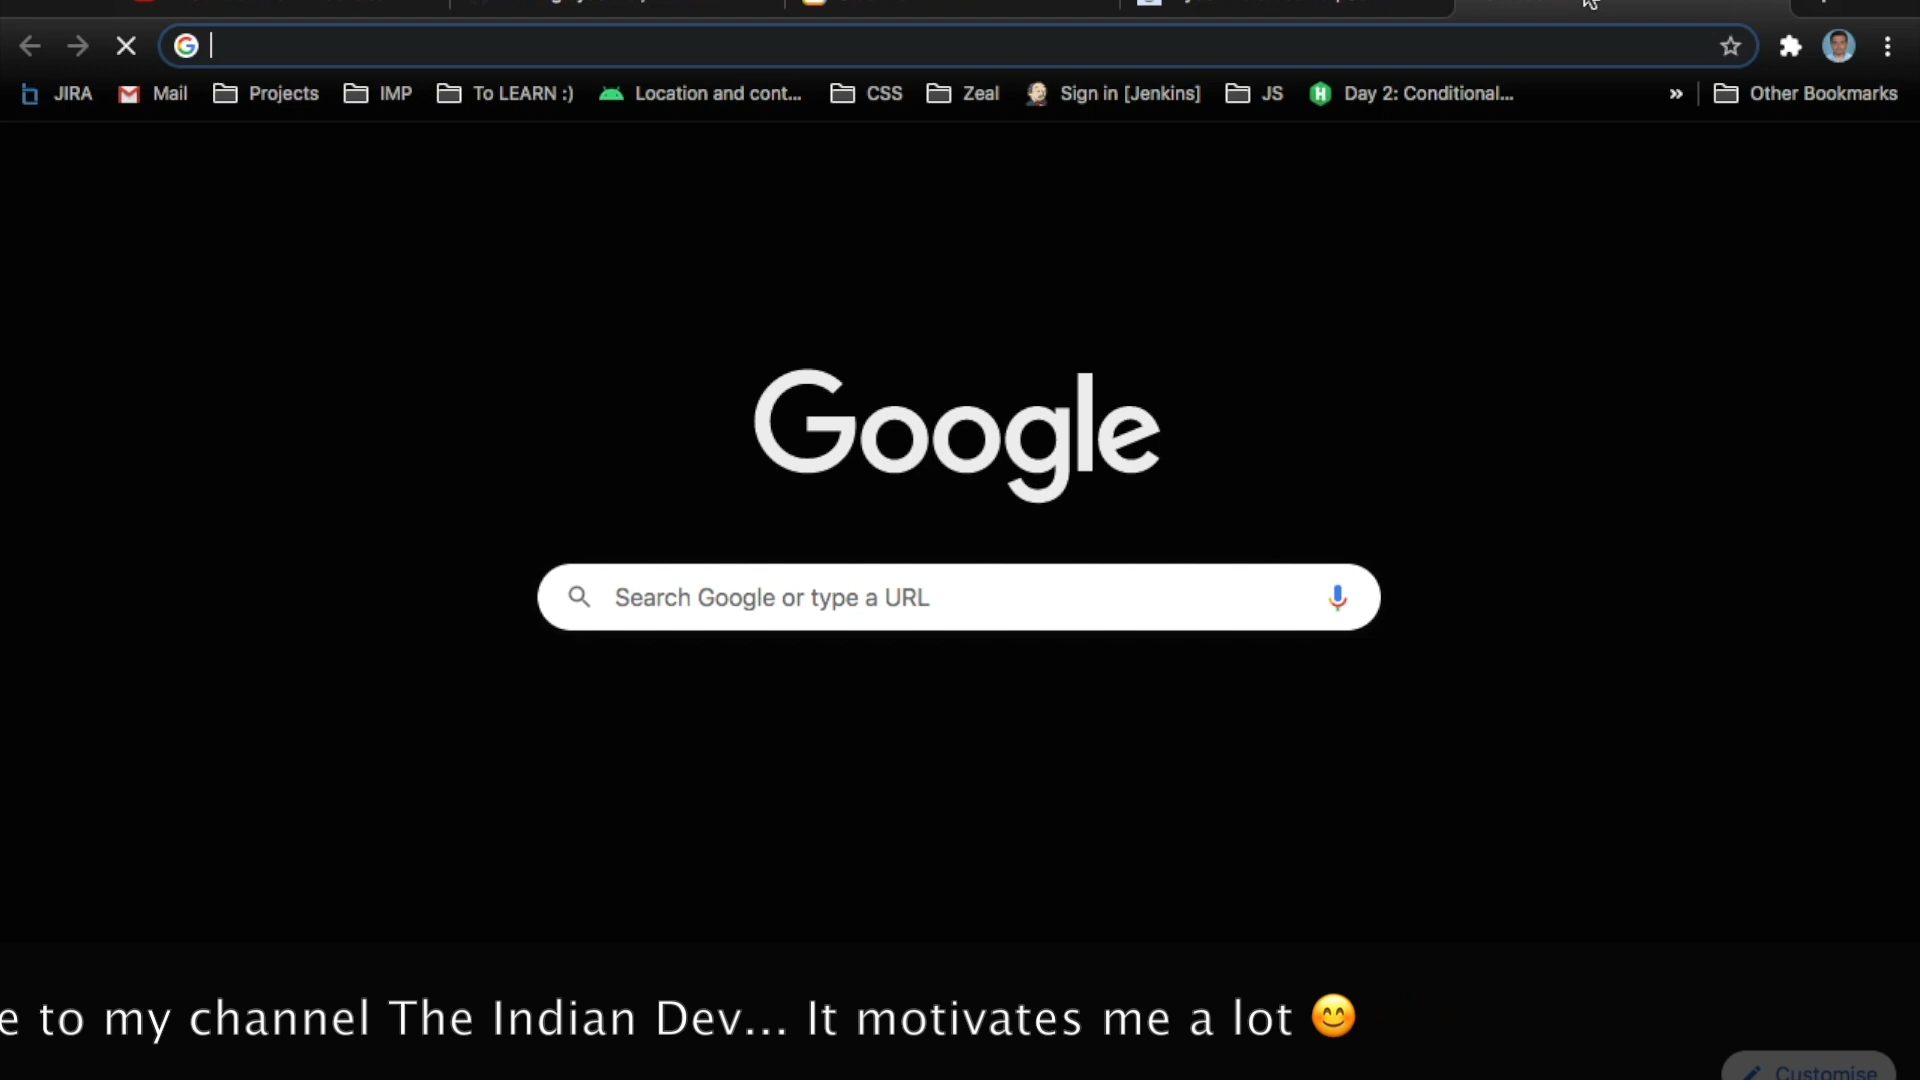 JIRA Mail Projects IMP To LEARN :) Location and cont... CSS Zeal Sign in [Jenkins] JS Day 2: Conditional... » Other Bookmarks
Google
Search Google or type a URL
e to my channel The Indian Dev... It motivates me a lot 😊
Customise